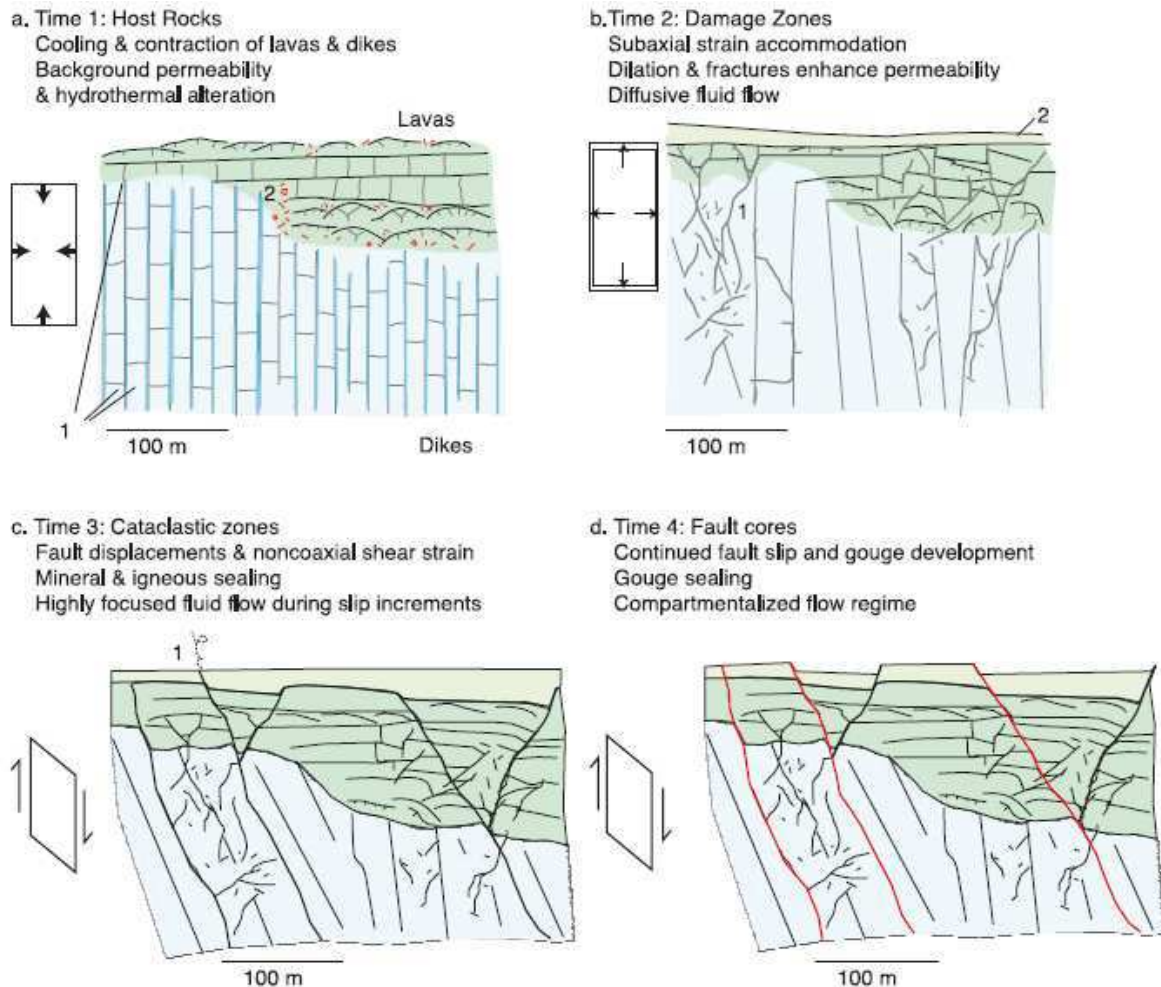 a. Time 1: Host Rocks
Cooling & contraction of lavas & dikes
Background permeability
& hydrothermal alteration
Lavas
2
1
100 m
Dikes
b. Time 2: Damage Zones
Subaxial strain accommodation
Dilation & fractures enhance permeability
Diffusive fluid flow
2
1
100 m
c. Time 3: Cataclastic zones
Fault displacements & noncoaxial shear strain
Mineral & igneous sealing
Highly focused fluid flow during slip increments
1
100 m
d. Time 4: Fault cores
Continued fault slip and gouge development
Gouge sealing
Compartmentalized flow regime
100 m